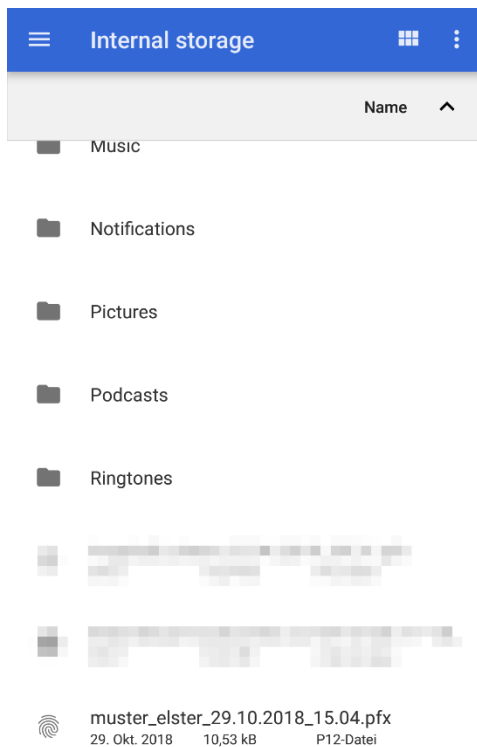 Internal storage
Name
Music
Notifications
Pictures
Podcasts
Ringtones
muster_elster_29.10.2018_15.04.pfx
29. Okt. 2018 10,53 kB P12-Datei